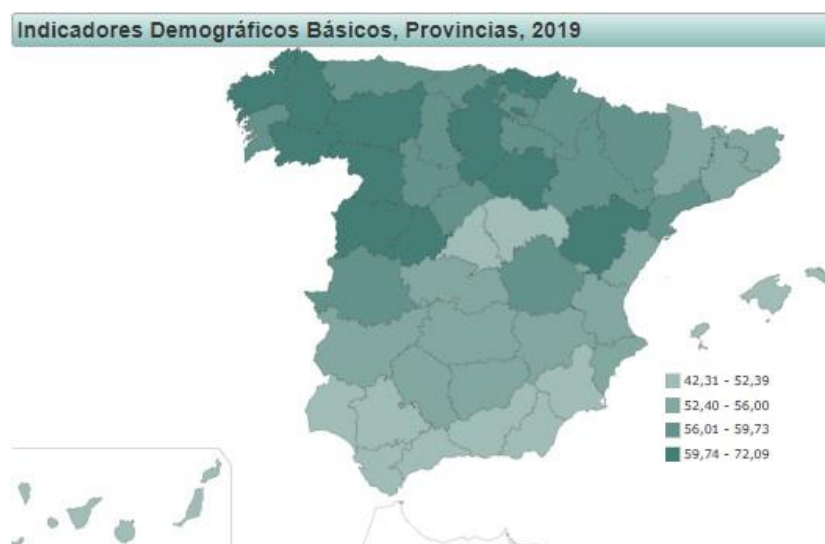 Indicadores Demográficos Básicos, Provincias, 2019
42,31 - 52,39
52,40 - 56,00
56,01 - 59,73
59,74 - 72,09